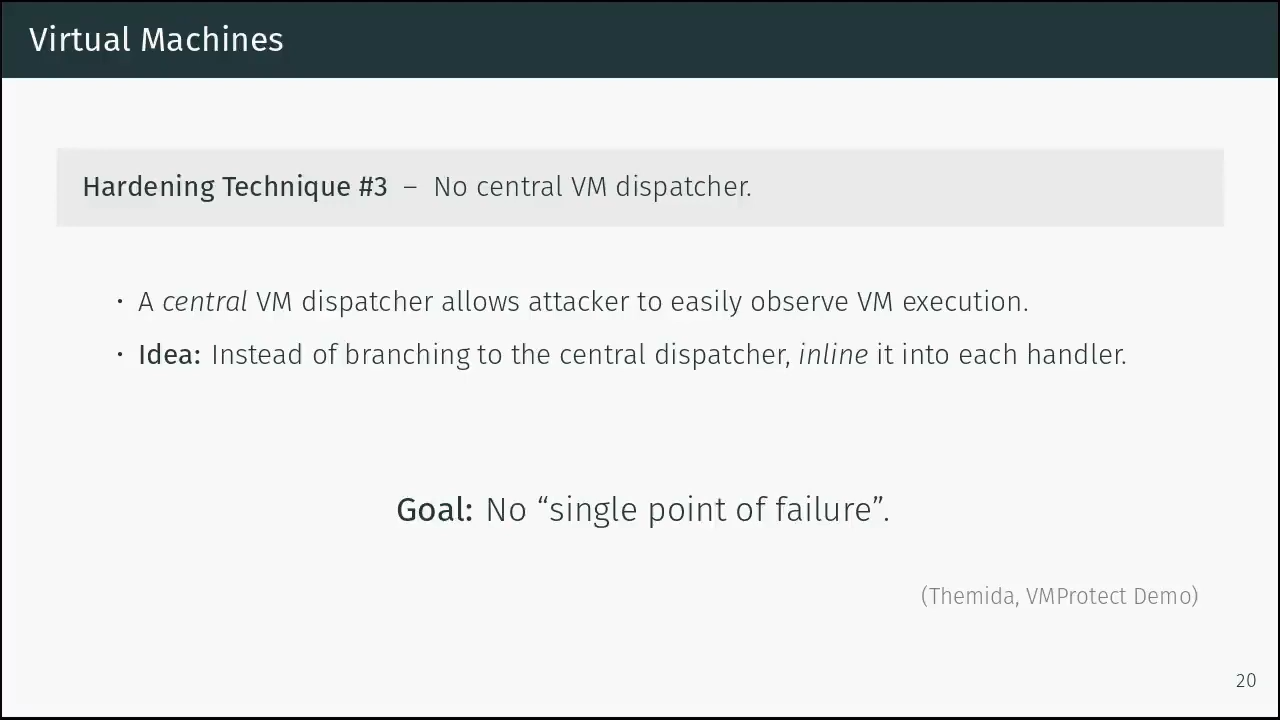 Virtual Machines
Hardening Technique #3 – No central VM dispatcher.
· A central VM dispatcher allows attacker to easily observe VM execution.
· Idea: Instead of branching to the central dispatcher, inline it into each handler.
Goal: No “single point of failure”.
(Themida, VMProtect Demo)
20